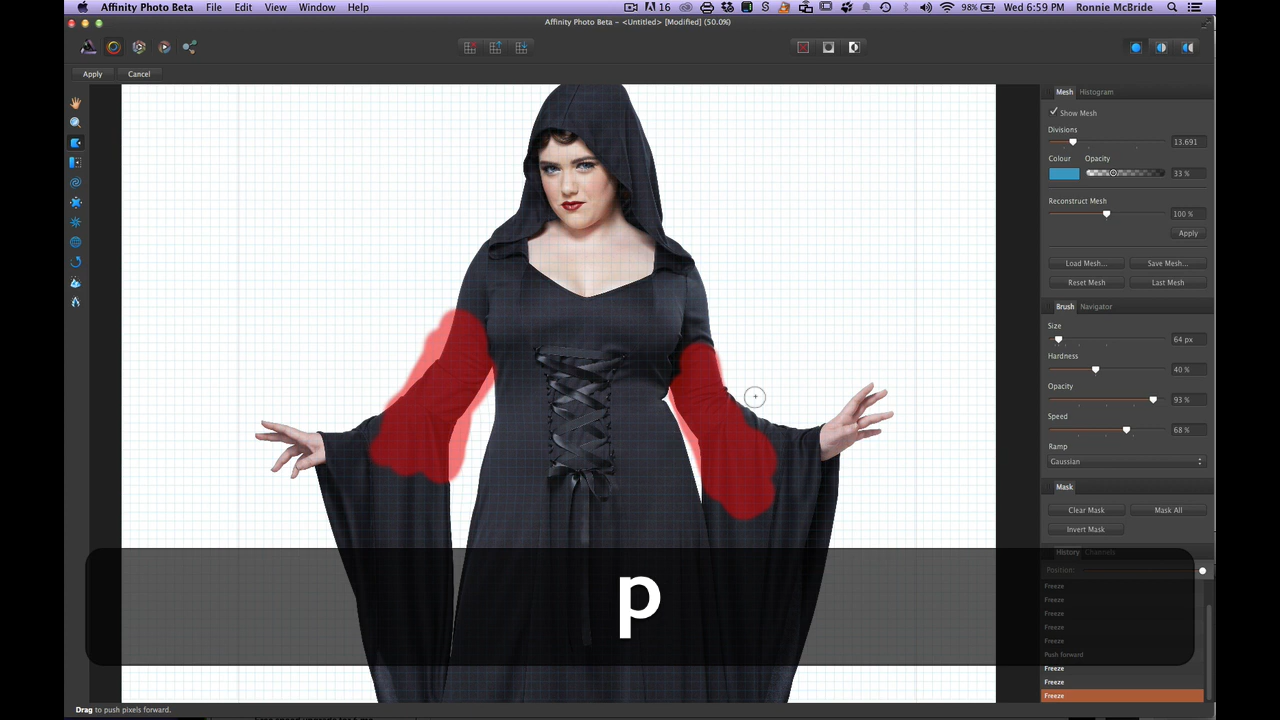 Affinity Photo Beta File Edit View Window Help 16 98% Wed 6:59 PM Ronnie McBride
Affinity Photo Beta - <Untitled> [Modified] (50.0%)
Apply Cancel
Mesh Histogram
Show Mesh
Divisions
13.691
Colour Opacity
33 %
Reconstruct Mesh
100 %
Apply
Load Mesh... Save Mesh...
Reset Mesh Last Mesh
Brush Navigator
Size
64 px
Hardness
40 %
Opacity
93 %
Speed
68 %
Ramp
Gaussian
Mask
Clear Mask Mask All
Invert Mask
History Channels
Position:
Freeze
Freeze
Freeze
Freeze
Freeze
Push forward
Freeze
Freeze
Freeze
p
Drag to push pixels forward.